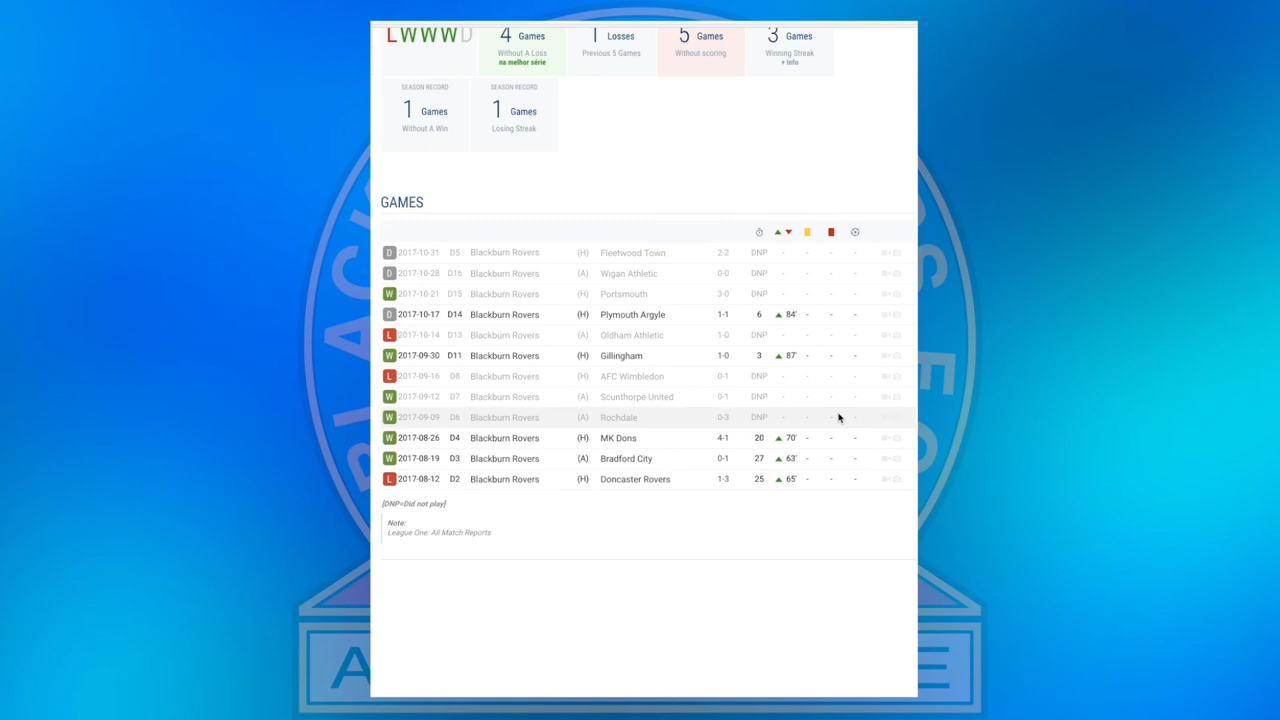 LWWWD
4 Games
Without A Loss
na melhor série
1 Losses
Previous 5 Games
5 Games
Without scoring
3 Games
Winning Streak
+ info
SEASON RECORD
1 Games
Without A Win
SEASON RECORD
1 Games
Losing Streak
GAMES
D 2017-10-31 D5 Blackburn Rovers (H) Fleetwood Town 2-2 DNP - - - -
D 2017-10-28 D16 Blackburn Rovers (A) Wigan Athletic 0-0 DNP - - - -
W 2017-10-21 D15 Blackburn Rovers (H) Portsmouth 3-0 DNP - - - -
D 2017-10-17 D14 Blackburn Rovers (H) Plymouth Argyle 1-1 6 ▲ 84' - - -
L 2017-10-14 D13 Blackburn Rovers (A) Oldham Athletic 1-0 DNP - - - -
W 2017-09-30 D11 Blackburn Rovers (H) Gillingham 1-0 3 ▲ 87' - - -
L 2017-09-16 D8 Blackburn Rovers (H) AFC Wimbledon 0-1 DNP - - - -
W 2017-09-12 D7 Blackburn Rovers (A) Scunthorpe United 0-1 DNP - - - -
W 2017-09-09 D6 Blackburn Rovers (A) Rochdale 0-3 DNP - - - -
W 2017-08-26 D4 Blackburn Rovers (H) MK Dons 4-1 20 ▲ 70' - - -
W 2017-08-19 D3 Blackburn Rovers (A) Bradford City 0-1 27 ▲ 63' - - -
L 2017-08-12 D2 Blackburn Rovers (H) Doncaster Rovers 1-3 25 ▲ 65' - - -
[DNP=Did not play]
Note:
League One: All Match Reports